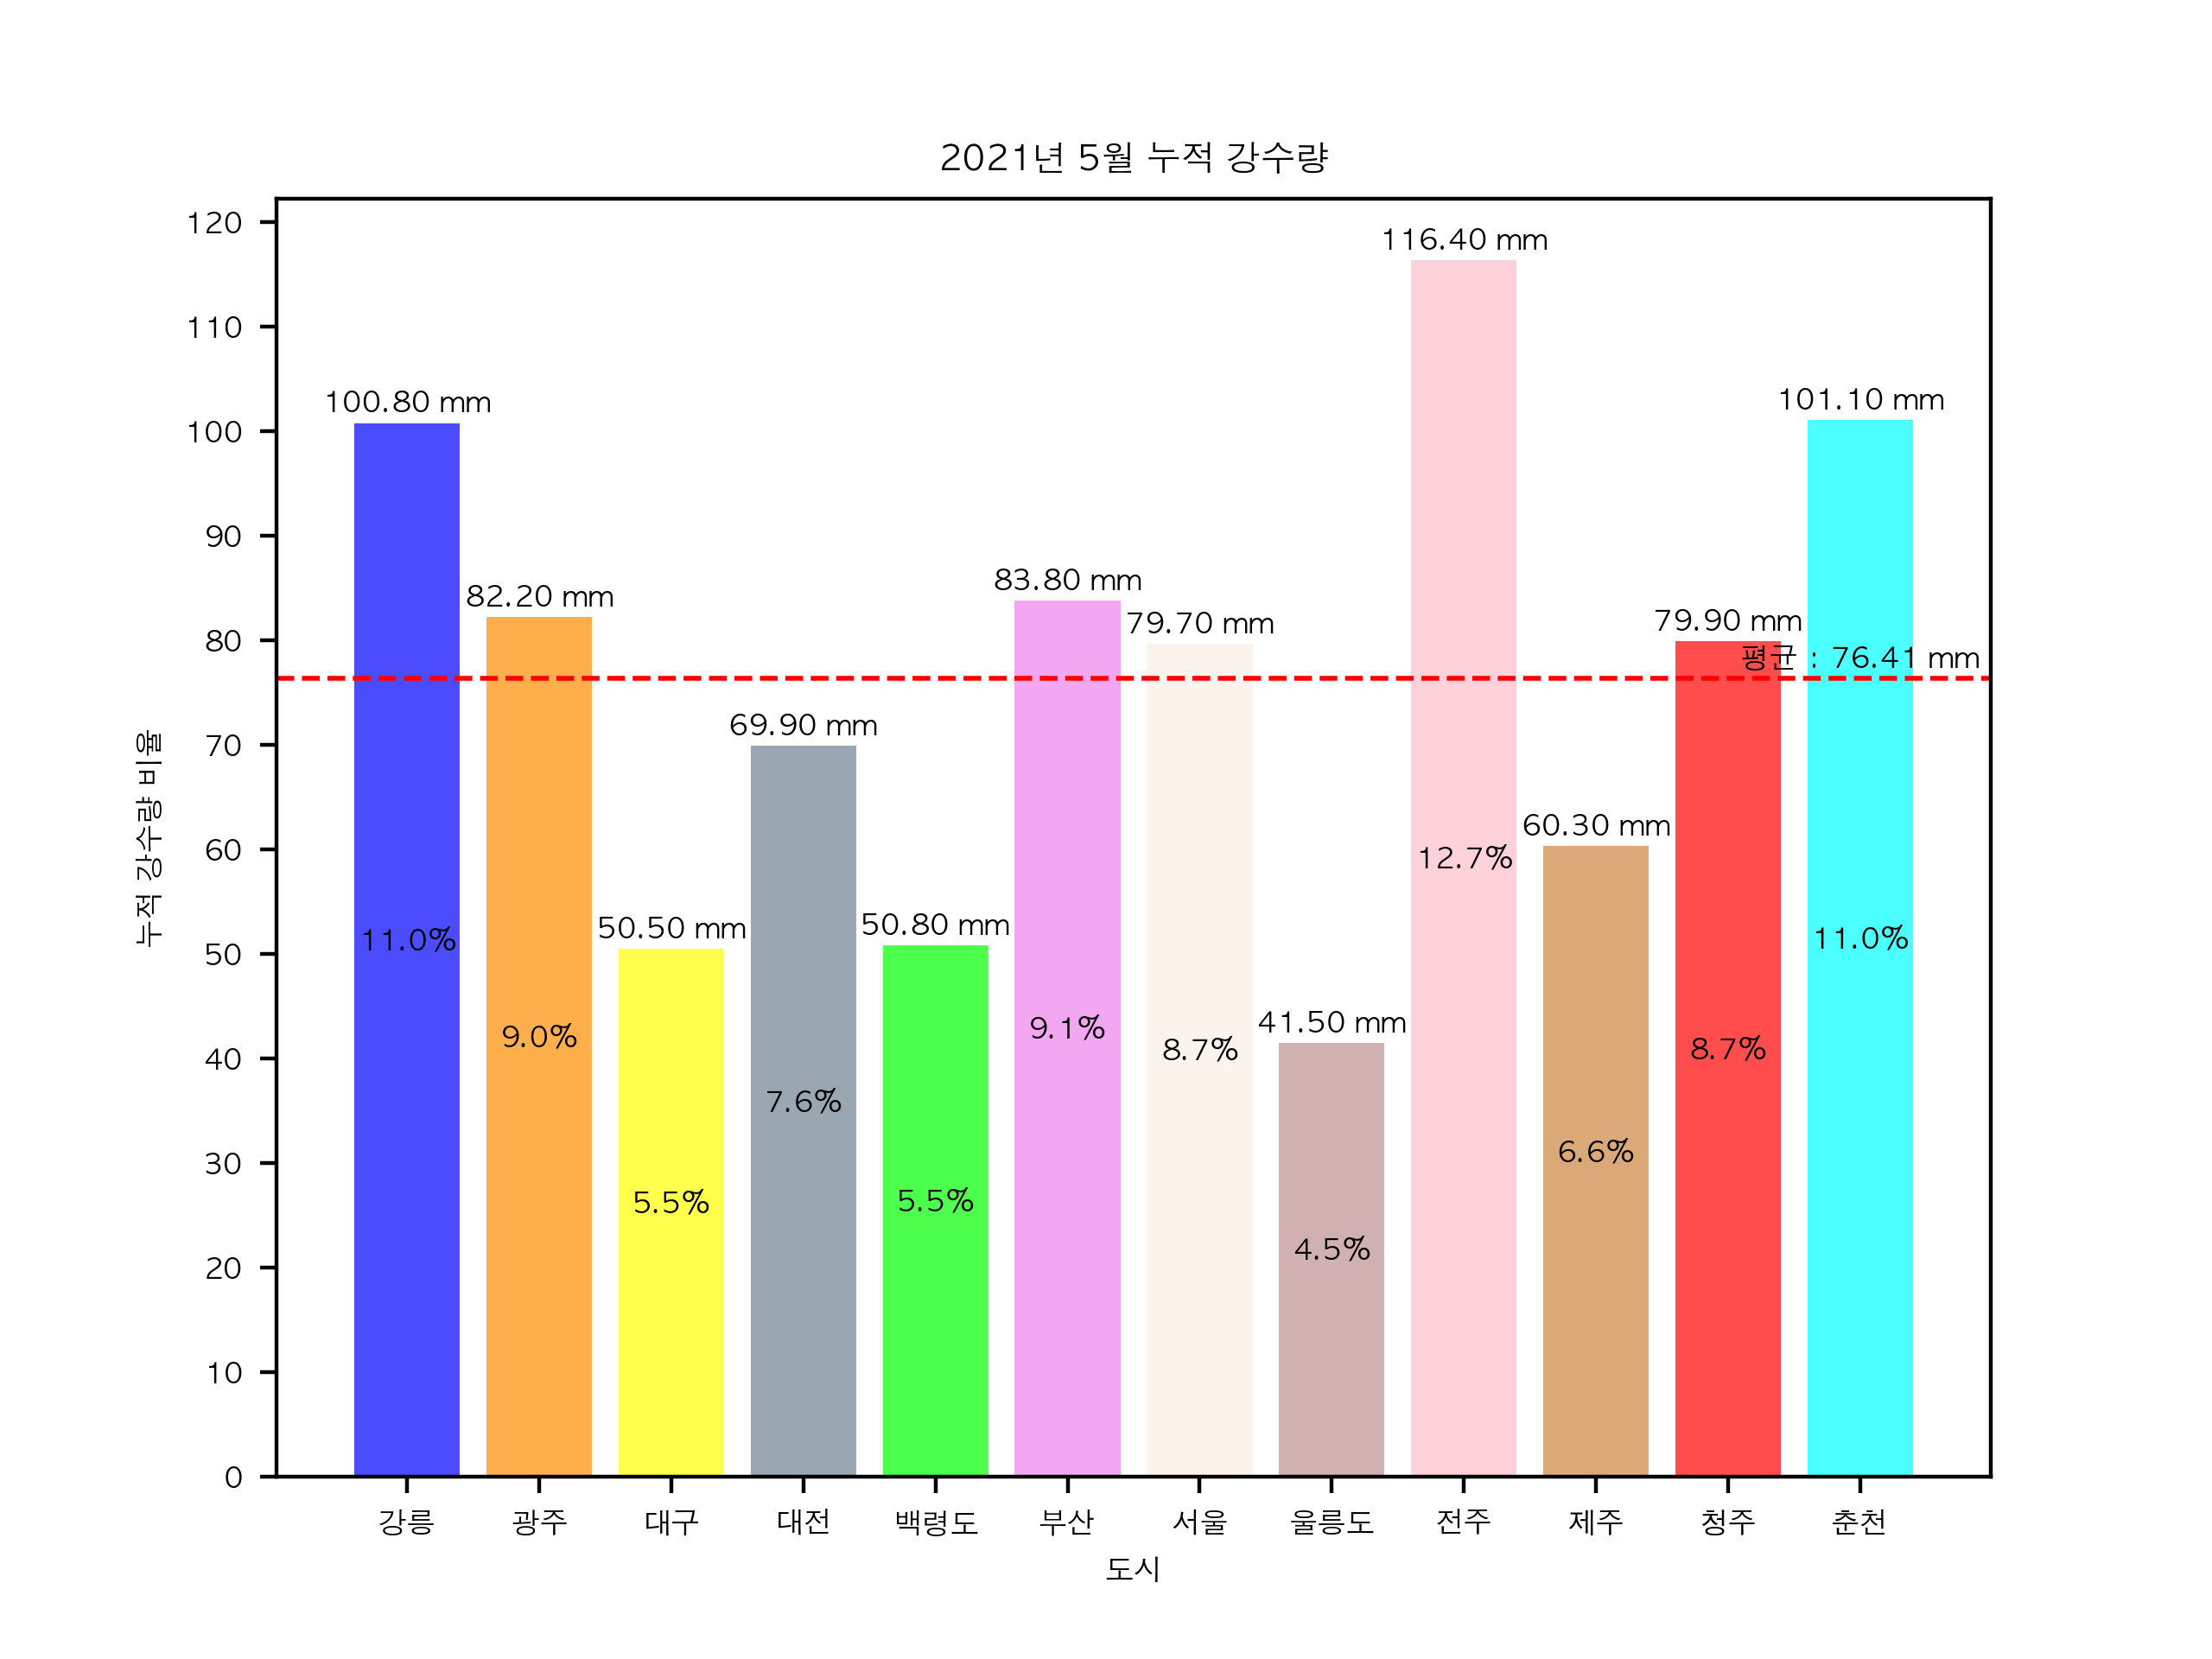 2021년 5월 누적 강수량
누적 강수량 비율
120
110
100
90
80
70
60
50
40
30
20
10
0
100.80 mm
82.20 mm
50.50 mm
69.90 mm
50.80 mm
83.80 mm
79.70 mm
41.50 mm
116.40 mm
60.30 mm
79.90 mm
101.10 mm
평균 : 76.41 mm
11.0%
9.0%
5.5%
7.6%
5.5%
9.1%
8.7%
4.5%
12.7%
6.6%
8.7%
11.0%
강릉 광주 대구 대전 백령도 부산 서울 울릉도 전주 제주 청주 춘천
도시